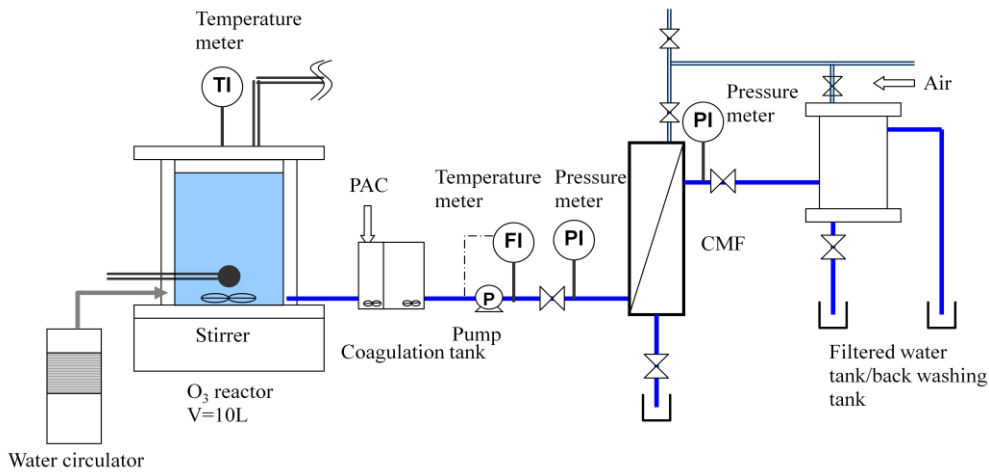 Temperature
meter
TI
Air
Pressure
meter
PI
PAC
Temperature
meter
Pressure
meter
FI
PI
CMF
P
Stirrer
Pump
Coagulation tank
Filtered water
tank/back washing
tank
O3 reactor
V=10L
Water circulator